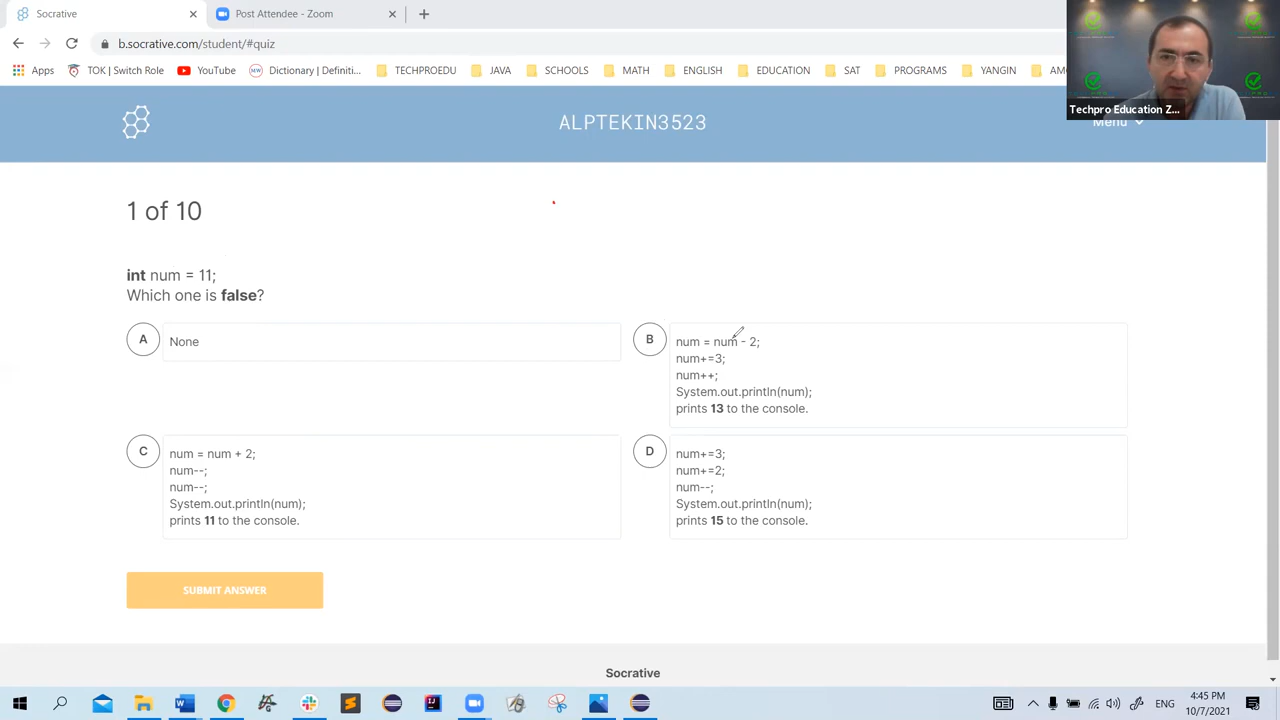 Socrative
Post Attendee - Zoom
b.socrative.com/student/#quiz
Apps
TOK | Switch Role
YouTube
MW
Dictionary | Definiti...
TECHPROEDU
JAVA
SCHOOLS
MATH
ENGLISH
EDUCATION
SAT
PROGRAMS
YANGIN
Techpro Education Z...
ALPTEKIN3523
Menu
1 of 10
int num = 11;
Which one is false?
A
None
B
num = num - 2;
num+=3;
num++;
System.out.println(num);
prints 13 to the console.
C
num = num + 2;
num--;
num--;
System.out.println(num);
prints 11 to the console.
D
num+=3;
num+=2;
num--;
System.out.println(num);
prints 15 to the console.
SUBMIT ANSWER
Socrative
ENG
4:45 PM
10/7/2021